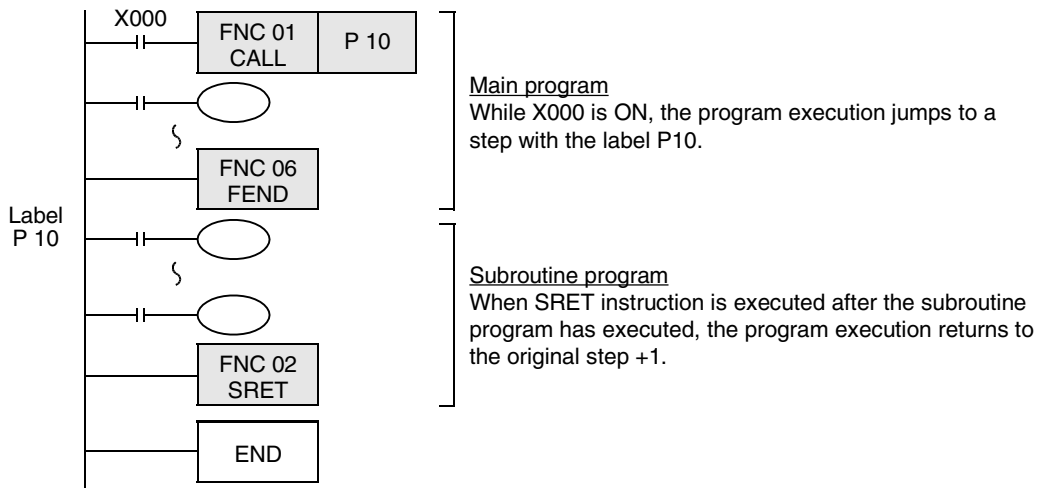 X000
FNC 01
CALL
P 10
Main program
While X000 is ON, the program execution jumps to a
step with the label P10.
FNC 06
FEND
Label
P 10
Subroutine program
When SRET instruction is executed after the subroutine
program has executed, the program execution returns to
the original step +1.
FNC 02
SRET
END